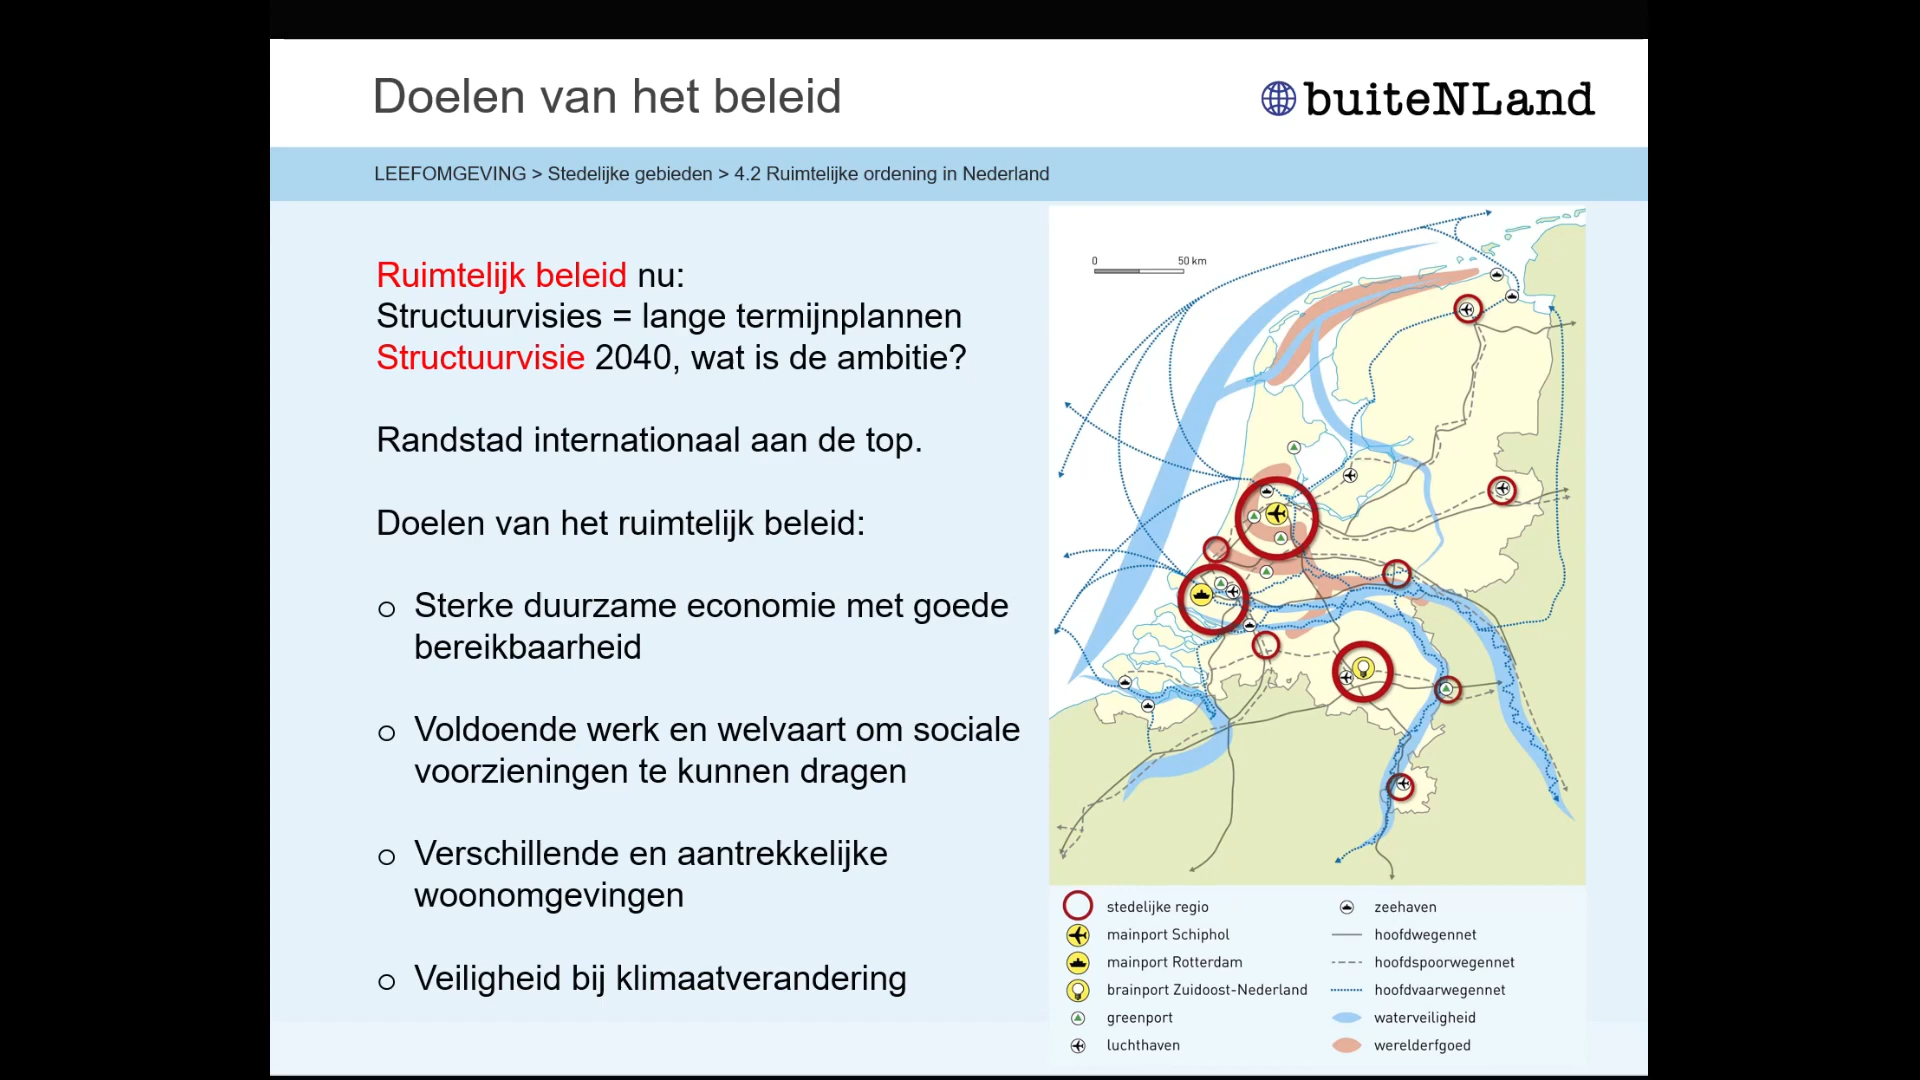 Doelen van het beleid
buiteNLand
LEEFOMGEVING > Stedelijke gebieden > 4.2 Ruimtelijke ordening in Nederland
Ruimtelijk beleid nu:
Structuurvisies = lange termijnplannen
Structuurvisie 2040, wat is de ambitie?
Randstad internationaal aan de top.
Doelen van het ruimtelijk beleid:
o Sterke duurzame economie met goede
bereikbaarheid
o Voldoende werk en welvaart om sociale
voorzieningen te kunnen dragen
o Verschillende en aantrekkelijke
woonomgevingen
o Veiligheid bij klimaatverandering
0 50 km
stedelijke regio
mainport Schiphol
mainport Rotterdam
brainport Zuidoost-Nederland
greenport
luchthaven
zeehaven
hoofdwegennet
hoofdspoorwegennet
hoofdvaarwegennet
waterveiligheid
werelderfgoed